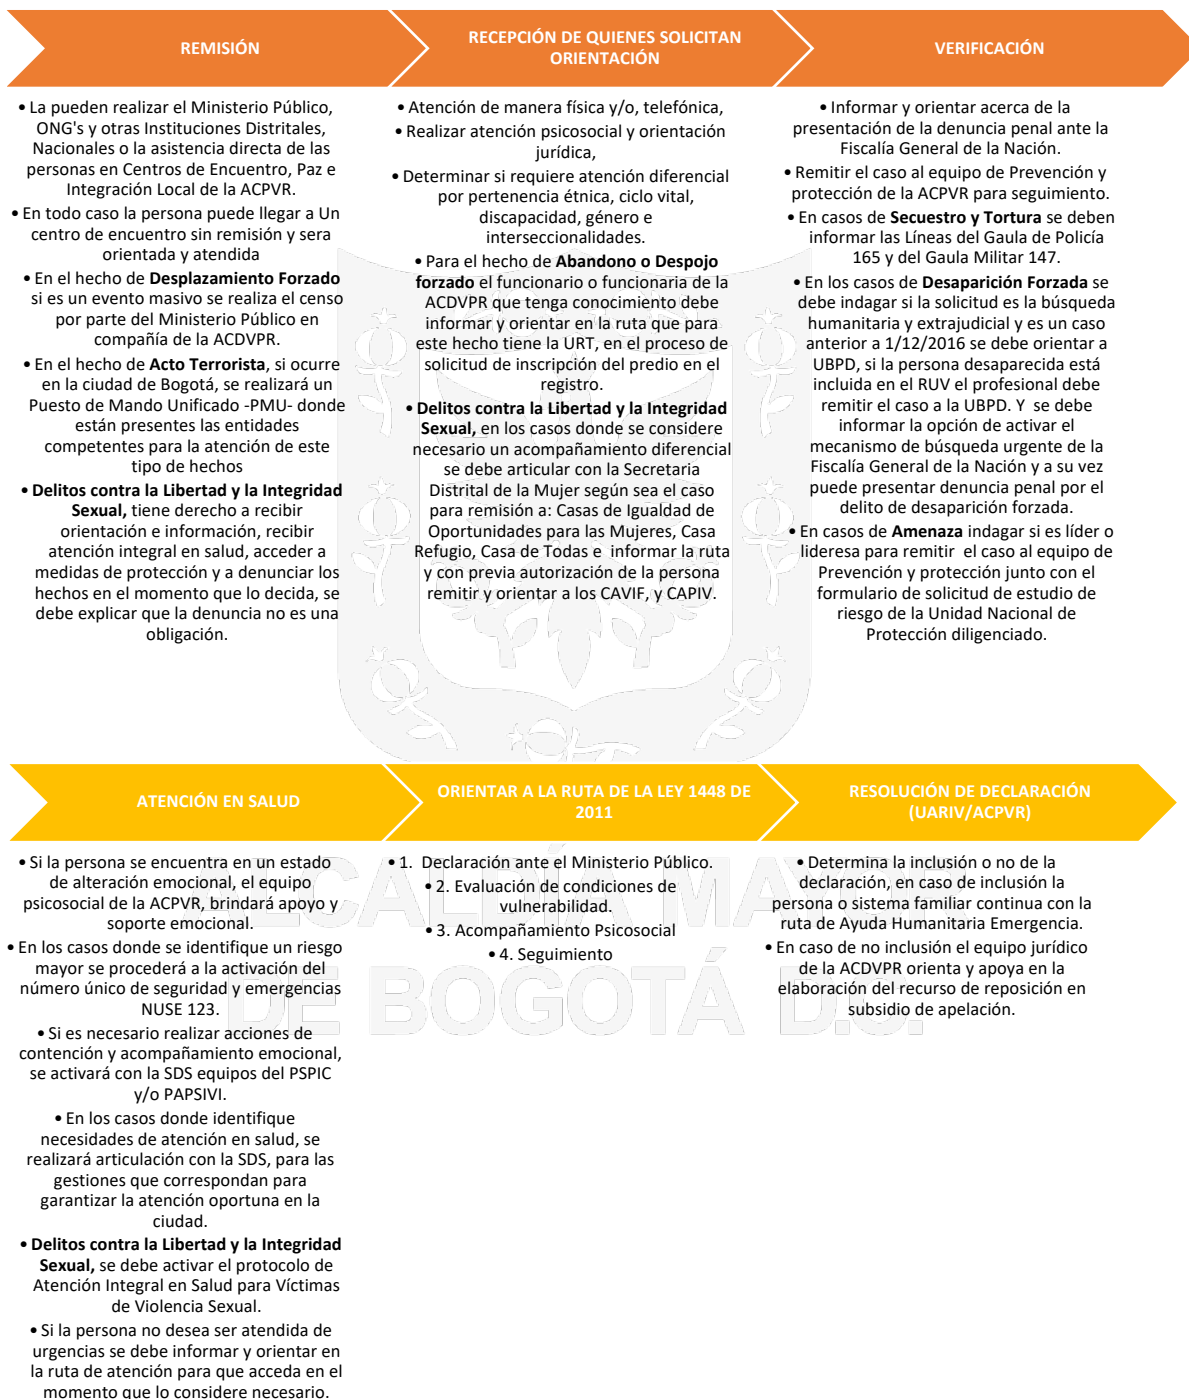 REMISIÓN
• La pueden realizar el Ministerio Público,
ONG's y otras Instituciones Distritales,
Nacionales o la asistencia directa de las
personas en Centros de Encuentro, Paz e
Integración Local de la ACPVR.
• En todo caso la persona puede llegar a Un
centro de encuentro sin remisión y sera
orientada y atendida
• En el hecho de Desplazamiento Forzado
si es un evento masivo se realiza el censo
por parte del Ministerio Público en
compañía de la ACDVPR.
• En el hecho de Acto Terrorista, si ocurre
en la ciudad de Bogotá, se realizará un
Puesto de Mando Unificado -PMU- donde
están presentes las entidades
competentes para la atención de este
tipo de hechos
• Delitos contra la Libertad y la Integridad
Sexual, tiene derecho a recibir
orientación e información, recibir
atención integral en salud, acceder a
medidas de protección y a denunciar los
hechos en el momento que lo decida, se
debe explicar que la denuncia no es una
obligación.
RECEPCIÓN DE QUIENES SOLICITAN
ORIENTACIÓN
• Atención de manera física y/o, telefónica,
• Realizar atención psicosocial y orientación
jurídica,
• Determinar si requiere atención diferencial
por pertenencia étnica, ciclo vital,
discapacidad, género e
interseccionalidades.
• Para el hecho de Abandono o Despojo
forzado el funcionario o funcionaria de la
ACDVPR que tenga conocimiento debe
informar y orientar en la ruta que para
este hecho tiene la URT, en el proceso de
solicitud de inscripción del predio en el
registro.
• Delitos contra la Libertad y la Integridad
Sexual, en los casos donde se considere
necesario un acompañamiento diferencial
se debe articular con la Secretaria
Distrital de la Mujer según sea el caso
para remisión a: Casas de Igualdad de
Oportunidades para las Mujeres, Casa
Refugio, Casa de Todas e informar la ruta
y con previa autorización de la persona
remitir y orientar a los CAVIF, y CAPIV.
VERIFICACIÓN
• Informar y orientar acerca de la
presentación de la denuncia penal ante la
Fiscalía General de la Nación.
• Remitir el caso al equipo de Prevención y
protección de la ACPVR para seguimiento.
• En casos de Secuestro y Tortura se deben
informar las Líneas del Gaula de Policía
165 y del Gaula Militar 147.
• En los casos de Desaparición Forzada se
debe indagar si la solicitud es la búsqueda
humanitaria y extrajudicial y es un caso
anterior a 1/12/2016 se debe orientar a
UBPD, si la persona desaparecida está
incluida en el RUV el profesional debe
remitir el caso a la UBPD. Y se debe
informar la opción de activar el
mecanismo de búsqueda urgente de la
Fiscalía General de la Nación y a su vez
puede presentar denuncia penal por el
delito de desaparición forzada.
• En casos de Amenaza indagar si es líder o
lideresa para remitir el caso al equipo de
Prevención y protección junto con el
formulario de solicitud de estudio de
riesgo de la Unidad Nacional de
Protección diligenciado.
ATENCIÓN EN SALUD
• Si la persona se encuentra en un estado
de alteración emocional, el equipo
psicosocial de la ACPVR, brindará apoyo y
soporte emocional.
• En los casos donde se identifique un riesgo
mayor se procederá a la activación del
número único de seguridad y emergencias
NUSE 123.
• Si es necesario realizar acciones de
contención y acompañamiento emocional,
se activará con la SDS equipos del PSPIC
y/o PAPSIVI.
• En los casos donde identifique
necesidades de atención en salud, se
realizará articulación con la SDS, para las
gestiones que correspondan para
garantizar la atención oportuna en la
ciudad.
• Delitos contra la Libertad y la Integridad
Sexual, se debe activar el protocolo de
Atención Integral en Salud para Víctimas
de Violencia Sexual.
• Si la persona no desea ser atendida de
urgencias se debe informar y orientar en
la ruta de atención para que acceda en el
momento que lo considere necesario.
ORIENTAR A LA RUTA DE LA LEY 1448 DE
2011
• 1. Declaración ante el Ministerio Público.
• 2. Evaluación de condiciones de
vulnerabilidad.
• 3. Acompañamiento Psicosocial
• 4. Seguimiento
RESOLUCIÓN DE DECLARACIÓN
(UARIV/ACPVR)
• Determina la inclusión o no de la
declaración, en caso de inclusión la
persona o sistema familiar continua con la
ruta de Ayuda Humanitaria Emergencia.
• En caso de no inclusión el equipo jurídico
de la ACDVPR orienta y apoya en la
elaboración del recurso de reposición en
subsidio de apelación.
ALCALDÍA MAYOR
DE BOGOTÁ D.C.